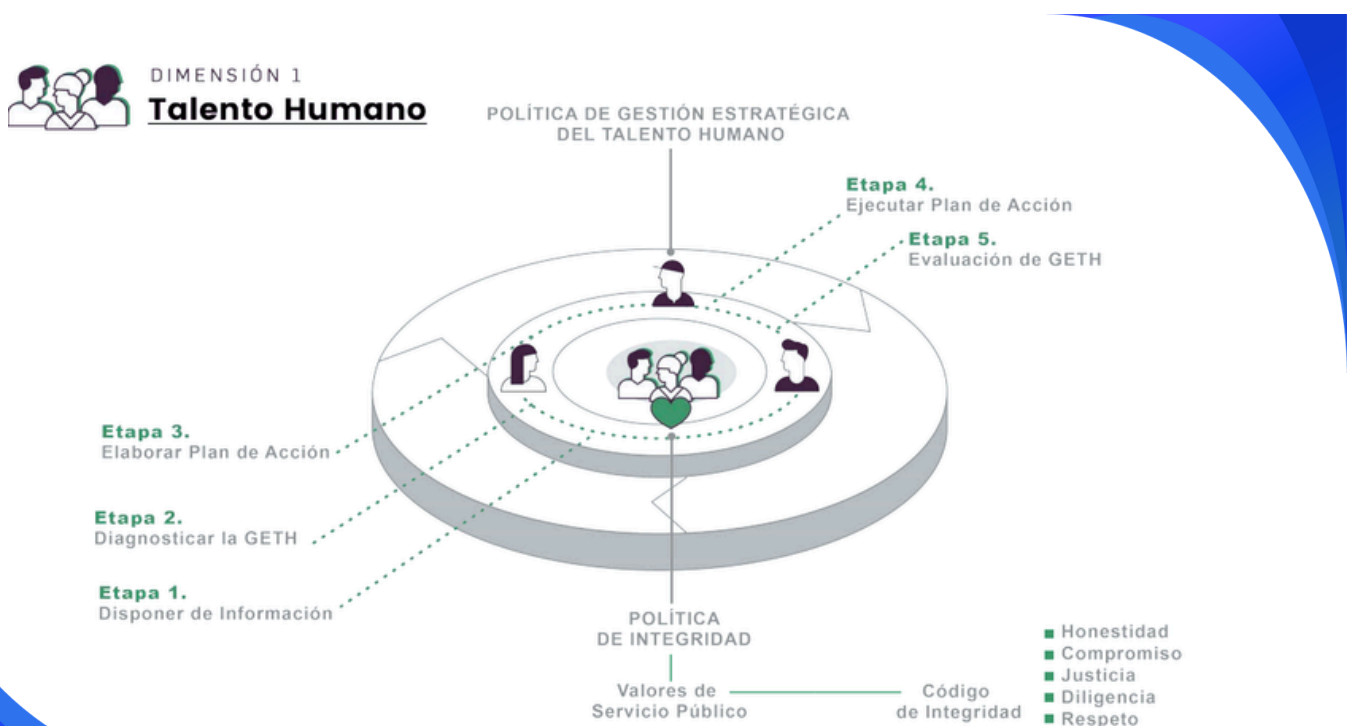 DIMENSIÓN 1
Talento Humano
POLÍTICA DE GESTIÓN ESTRATÉGICA
DEL TALENTO HUMANO
Etapa 4.
Ejecutar Plan de Acción
Etapa 5.
Evaluación de GETH
Etapa 3.
Elaborar Plan de Acción
Etapa 2.
Diagnosticar la GETH
Etapa 1.
Disponer de Información
POLÍTICA
DE INTEGRIDAD
Valores de
Servicio Público
Código
de Integridad
Honestidad
Compromiso
Justicia
Diligencia
Respeto